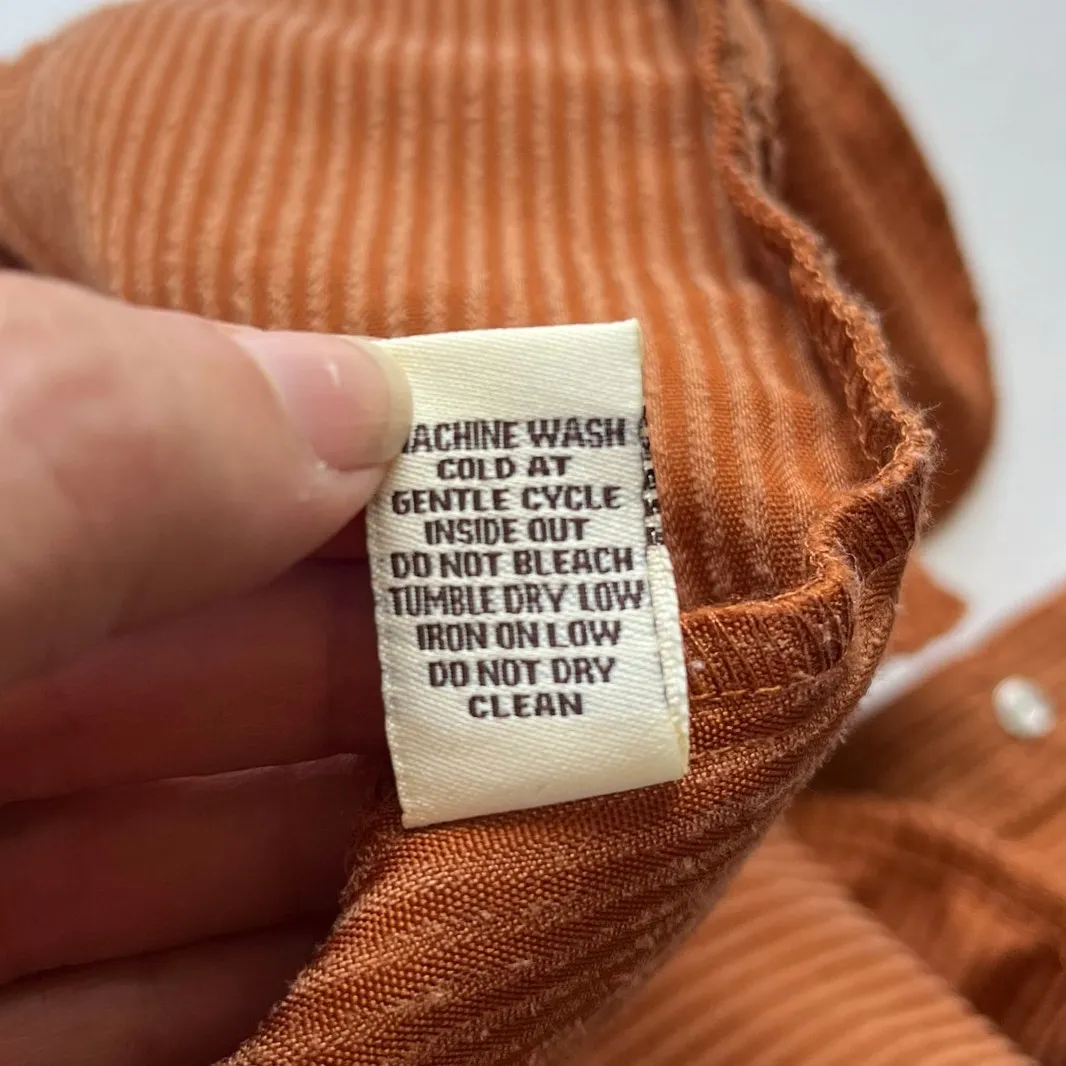 MACHINE WASH
COLD AT
GENTLE CYCLE
INSIDE OUT
DO NOT BLEACH
TUMBLE DRY LOW
IRON ON LOW
DO NOT DRY
CLEAN